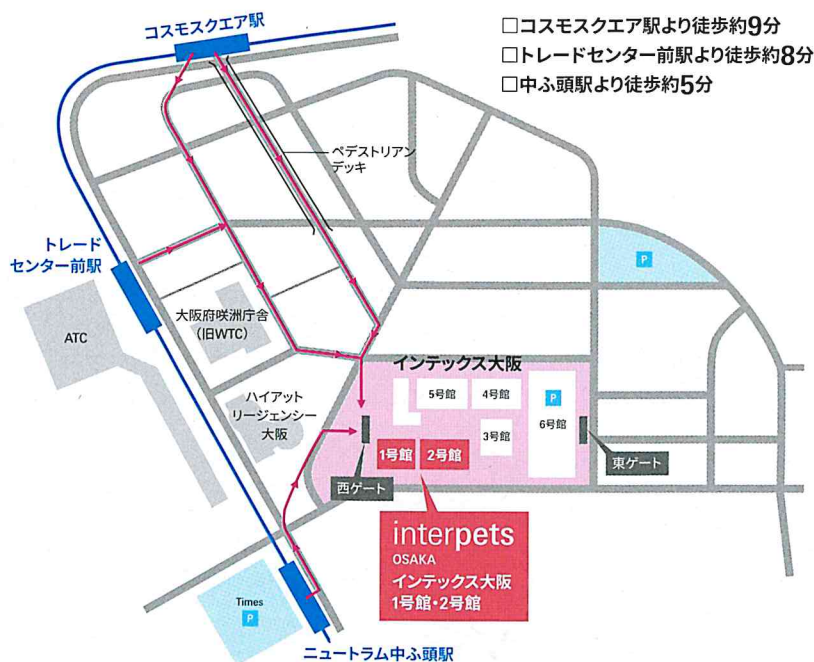 コスモスクエア駅
□コスモスクエア駅より徒歩約9分
□トレードセンター前駅より徒歩約8分
□中ふ頭駅より徒歩約5分
ペデストリアン
デッキ
トレード
センター前駅
P
大阪府咲洲庁舎
(旧WTC)
ATC
インテックス大阪
5号館
4号館
P
6号館
ハイアット
リージェンシー
大阪
3号館
1号館
2号館
東ゲート
西ゲート
interpets
OSAKA
インテックス大阪
1号館・2号館
Times
P
ニュートラム中ふ頭駅